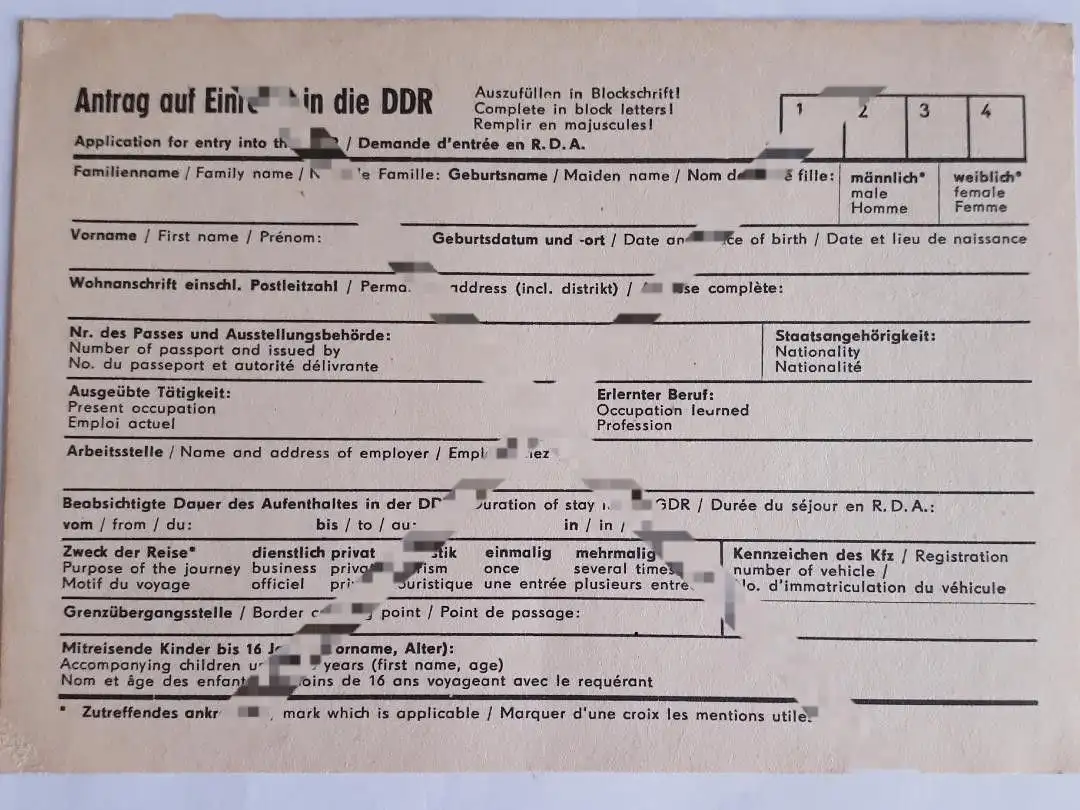 Antrag auf in die DDR
Auszufüllen in Blockschrift!
Complete in block letters!
Remplir en majuscules!
1 2 3 4
Application for entry into / Demande d'entrée en R.D.A.
Familienname / Family name / Famille: Geburtsname / Maiden name / Nom fille:
männlich*
male
Homme
weiblich*
female
Femme
Vorname / First name / Prénom:
Geburtsdatum und -ort / Date of birth / Date et lieu de naissance
Wohnanschrift einschl. Postleitzahl / address (incl. distrikt) / complète:
Nr. des Passes und Ausstellungsbehörde:
Number of passport and issued by
No. du passeport et autorité délivrante
Staatsangehörigkeit:
Nationality
Nationalité
Ausgeübte Tätigkeit:
Present occupation
Emploi actuel
Erlernter Beruf:
Occupation learned
Profession
Arbeitsstelle / Name and address of employer /
Beabsichtigte Dauer des Aufenthaltes in der of stay GDR / Durée du séjour en R.D.A.:
vom / from / du: bis / to / au: in / in /
Zweck der Reise* dienstlich privat einmalig mehrmalig
Purpose of the journey business once several times
Motif du voyage officiel une entrée plusieurs
Kennzeichen des Kfz / Registration
number of vehicle /
d'immatriculation du véhicule
Grenzübergangsstelle / Border point / Point de passage:
Mitreisende Kinder bis 16 Alter):
Accompanying children years (first name, age)
Nom et âge des de 16 ans voyageant avec le requérant
* Zutreffendes mark which is applicable / Marquer d'une croix les mentions